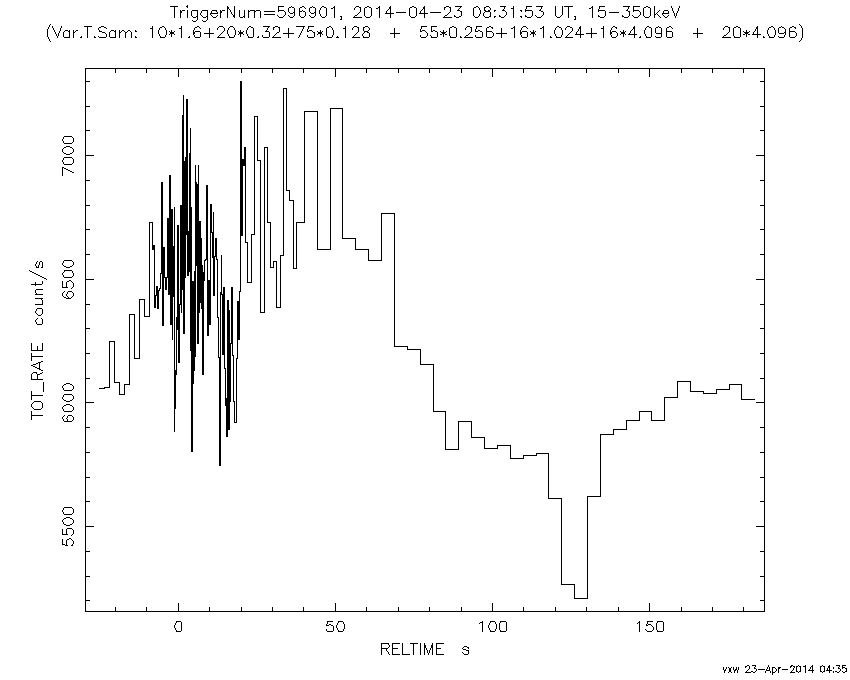 TriggerNum=596901, 2014-04-23 08:31:53 UT, 15-350keV
(Var.T.Sam: 10*1.6+20*0.32+75*0.128 + 55*0.256+16*1.024+16*4.096 + 20*4.096)
TOT_RATE count/s
7000
6500
6000
5500
0 50 100 150
RELTIME s
vxw 23-Apr-2014 04:35